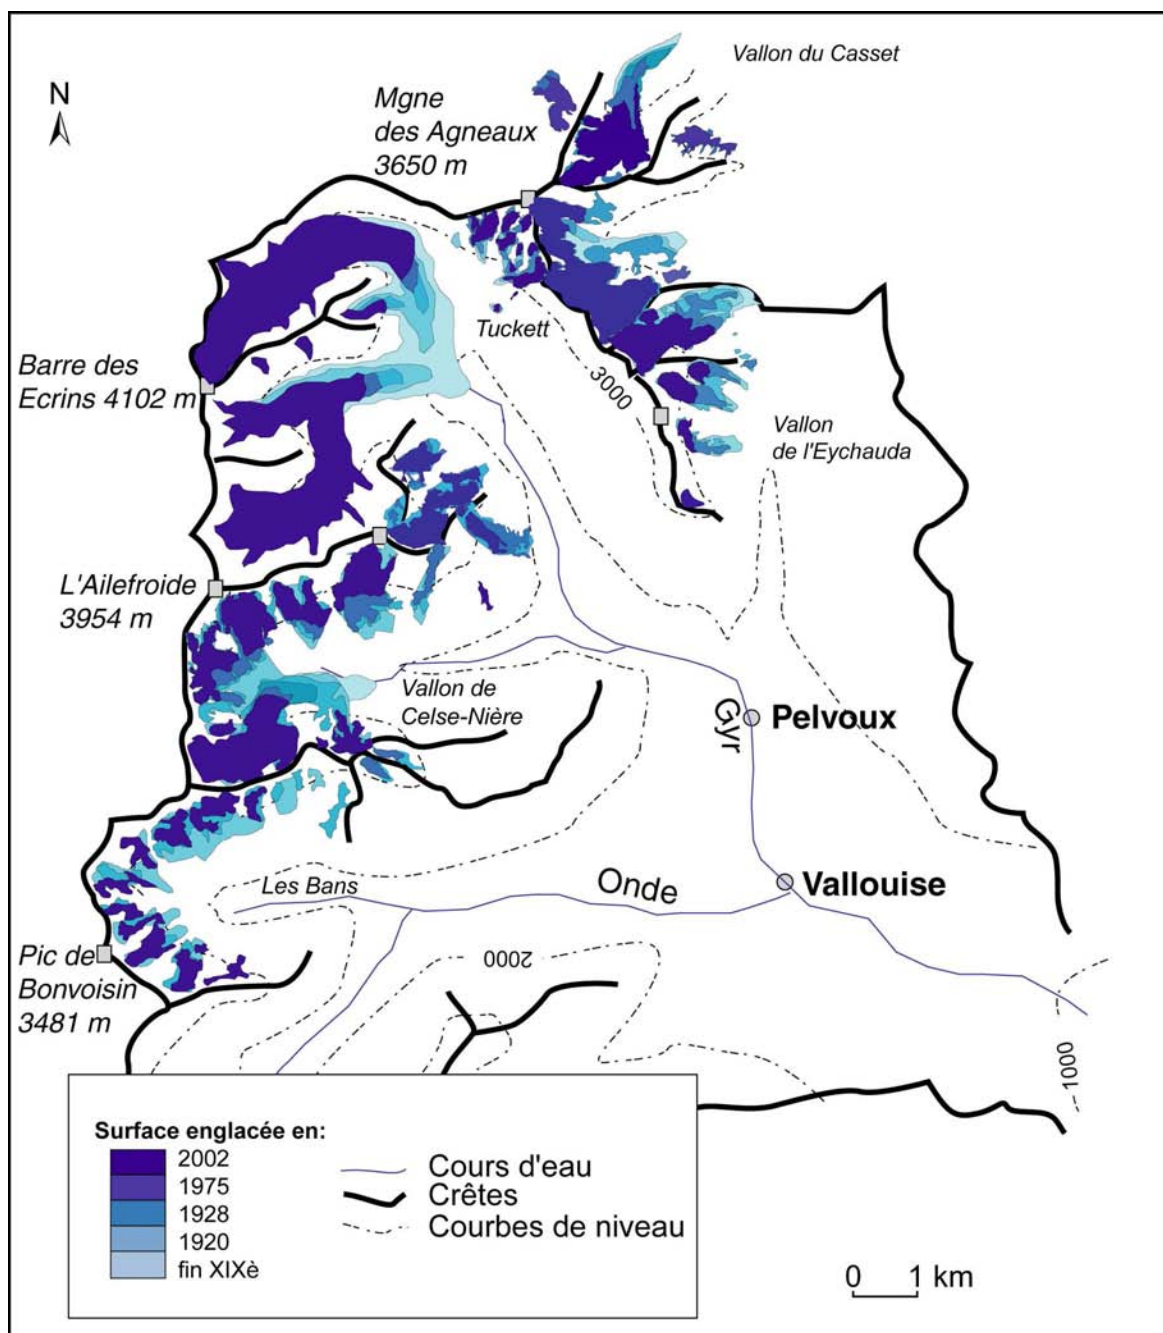 Vallon du Casset
N
Mgne
des Agneaux
3650 m
Tuckett
Barre des
Ecrins 4102 m
3000
Vallon
de l'Eychauda
L'Ailefroide
3954 m
Vallon de
Celse-Nière
Gyr
Pelvoux
Les Bans
Onde
Vallouise
Pic de
Bonvoisin
3481 m
2000
1000
Surface englacée en:
2002
1975
1928
1920
fin XIXè
Cours d'eau
Crêtes
Courbes de niveau
0 1 km